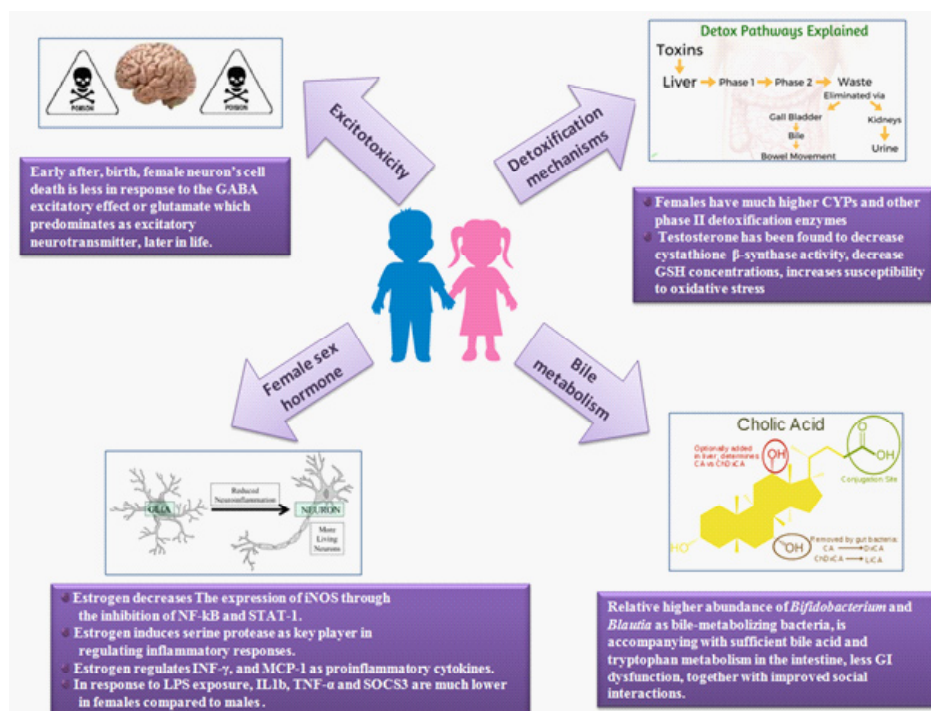 POISON
POISON
Excitotoxicity
Early after, birth, female neuron's cell
death is less in response to the GABA
excitatory effect or glutamate which
predominates as excitatory
neurotransmitter, later in life.
Detox Pathways Explained
Toxins
Liver
Phase 1
Phase 2
Waste
Eliminated via
Gall Bladder
Kidneys
Bile
Urine
Bowel Movement
Detoxification
mechanisms
Females have much higher CYPs and other
phase II detoxification enzymes
Testosterone has been found to decrease
cystathione β-synthase activity, decrease
GSH concentrations, increases susceptibility
to oxidative stress
Female sex
hormone
GLIA
Reduced
Neuroinflammation
NEURON
More
Living
Neurons
Estrogen decreases The expression of iNOS through
the inhibition of NF-kB and STAT-1.
Estrogen induces serine protease as key player in
regulating inflammatory responses.
Estrogen regulates INF-γ, and MCP-1 as proinflammatory cytokines.
In response to LPS exposure, IL1b, TNF-α and SOCS3 are much lower
in females compared to males .
Bile
metabolism
Cholic Acid
Optionally added
in liver, determines
CA vs ChDxCA
OH
O
OH
Conjugation Site
HO
OH
Removed by gut bacteria:
CA → DxCA
ChDxCA → LiCA
Relative higher abundance of Bifidobacterium and
Blautia as bile-metabolizing bacteria, is
accompanying with sufficient bile acid and
tryptophan metabolism in the intestine, less GI
dysfunction, together with improved social
interactions.